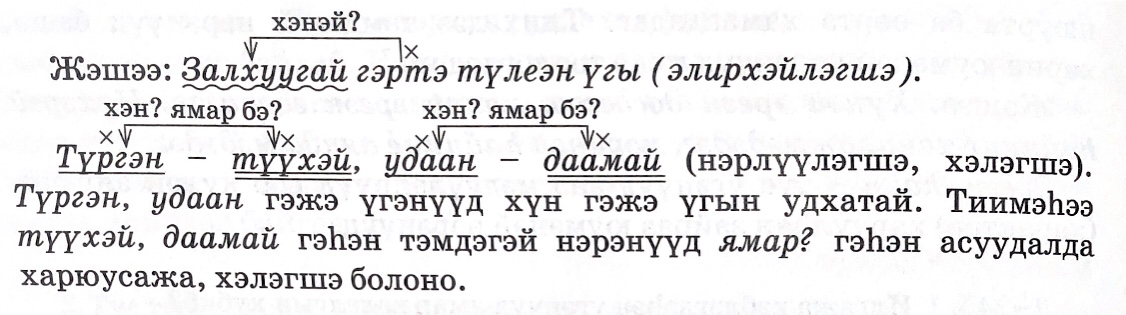 хэнэй?
Жэшээ: Залхуугай гэртэ түлеэн үгы (элирхэйлэгшэ).
хэн? ямар бэ? хэн? ямар бэ?
Түргэн – түүхэй, удаан – даамай (нэрлүүлэгшэ, хэлэгшэ).
Түргэн, удаан гэжэ үгэнүүд хүн гэжэ үгын удхатай. Тиимэһээ
түүхэй, даамай гэһэн тэмдэгэй нэрэнүүд ямар? гэһэн асуудалда
харюусажа, хэлэгшэ болоно.